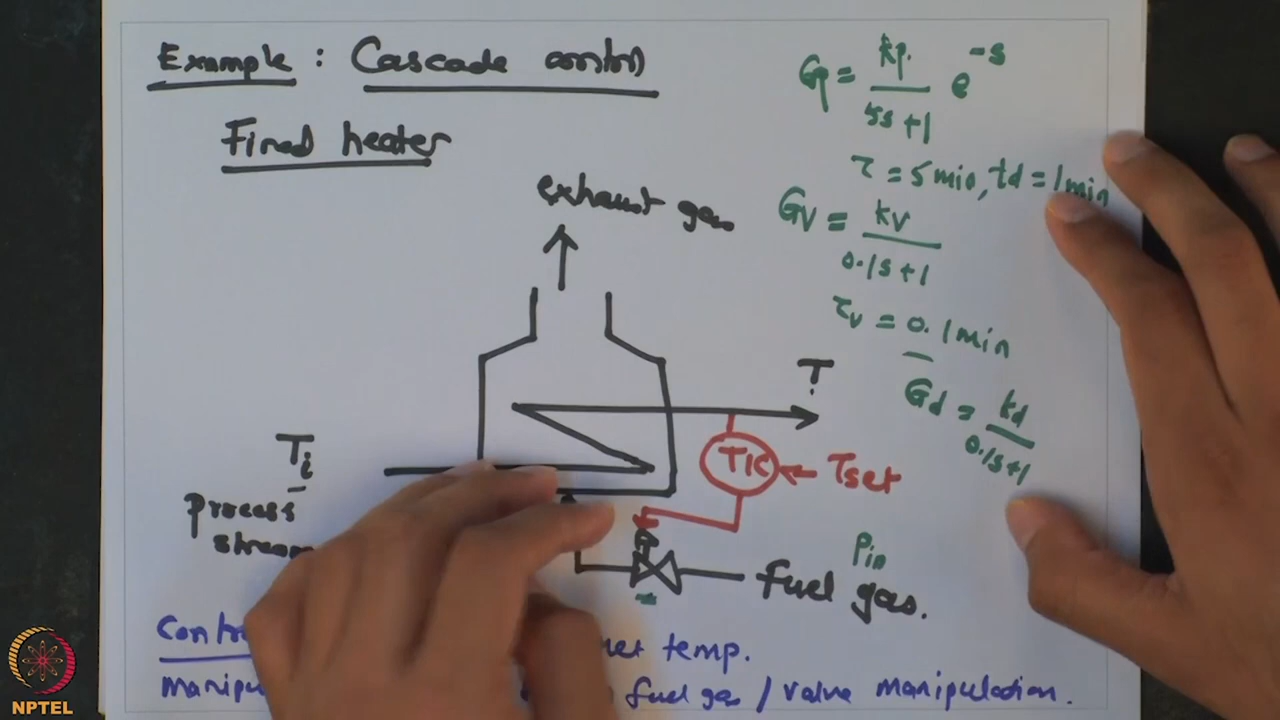 Example : Cascade control
Fired heater
exhaust gas
Gp = kp / 5s+1 e^-s
τ = 5 min, td = 1 min
Gv = kv / 0.1s+1
τv = 0.1 min
Gd = kd / 0.1s+1
T
Ti
TIC ← Tset
process
stream
Pin
fuel gas.
temp.
fuel gas / valve manipulation.
NPTEL